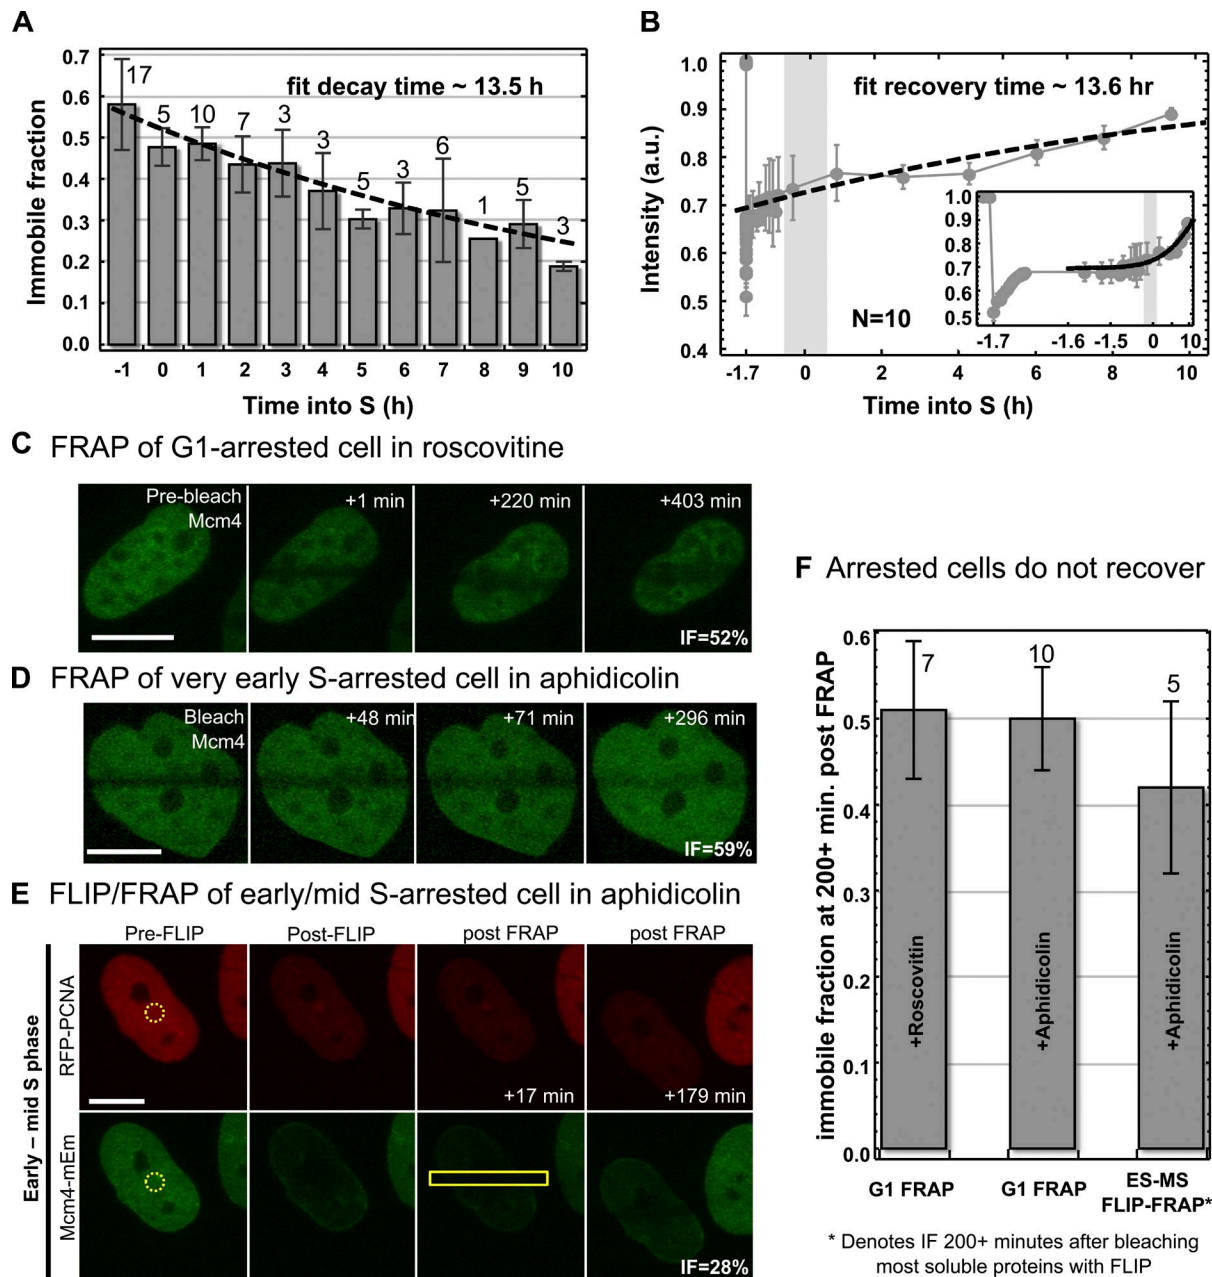 A
0.7
0.6
0.5
0.4
0.3
0.2
0.1
0.0
Immobile fraction
fit decay time ~ 13.5 h
17
5
10
7
3
3
5
3
6
1
5
3
-1 0 1 2 3 4 5 6 7 8 9 10
Time into S (h)
B
1.0
0.9
0.8
0.7
0.6
0.5
0.4
Intensity (a.u.)
fit recovery time ~ 13.6 hr
N=10
1.0
0.9
0.8
0.7
0.6
0.5
-1.7 -1.6 -1.5 0 10
-1.7 0 2 4 6 8 10
Time into S (h)
C FRAP of G1-arrested cell in roscovitine
Pre-bleach
Mcm4
+1 min
+220 min
+403 min
IF=52%
D FRAP of very early S-arrested cell in aphidicolin
Bleach
Mcm4
+48 min
+71 min
+296 min
IF=59%
E FLIP/FRAP of early/mid S-arrested cell in aphidicolin
Pre-FLIP
Post-FLIP
post FRAP
post FRAP
Early – mid S phase
RFP-PCNA
+17 min
+179 min
Mcm4-mEm
IF=28%
F Arrested cells do not recover
0.6
0.5
0.4
0.3
0.2
0.1
0.0
immobile fraction at 200+ min. post FRAP
7
10
5
+Roscovitin
+Aphidicolin
+Aphidicolin
G1 FRAP
G1 FRAP
ES-MS
FLIP-FRAP*
* Denotes IF 200+ minutes after bleaching
most soluble proteins with FLIP